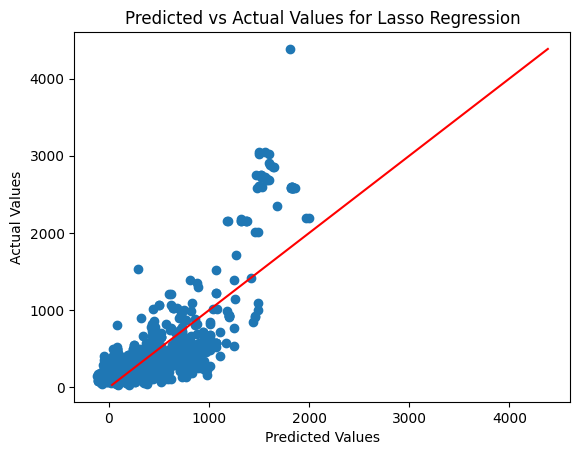 Predicted vs Actual Values for Lasso Regression
4000
3000
2000
1000
0
Actual Values
0 1000 2000 3000 4000
Predicted Values